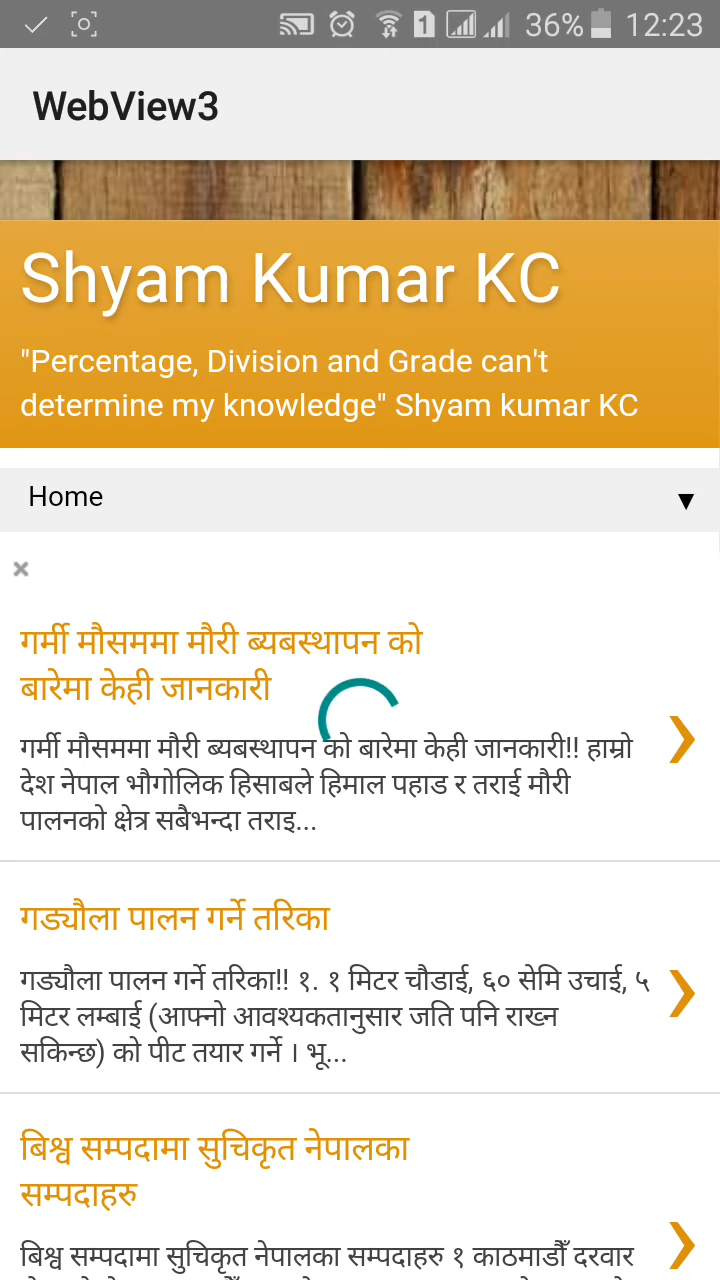 36% 12:23
WebView3
Shyam Kumar KC
"Percentage, Division and Grade can't
determine my knowledge" Shyam kumar KC
Home
गर्मी मौसममा मौरी ब्यबस्थापन को
बारेमा केही जानकारी
गर्मी मौसममा मौरी ब्यबस्थापन को बारेमा केही जानकारी!! हाम्रो
देश नेपाल भौगोलिक हिसाबले हिमाल पहाड र तराई मौरी
पालनको क्षेत्र सबैभन्दा तराइ...
गड्यौला पालन गर्ने तरिका
गड्यौला पालन गर्ने तरिका!! १. १ मिटर चौडाई, ६० सेमि उचाई, ५
मिटर लम्बाई (आफ्नो आवश्यकतानुसार जति पनि राख्न
सकिन्छ) को पीट तयार गर्ने । भू...
बिश्व सम्पदामा सुचिकृत नेपालका
सम्पदाहरु
बिश्व सम्पदामा सुचिकृत नेपालका सम्पदाहरु १ काठमाडौँ दरवार